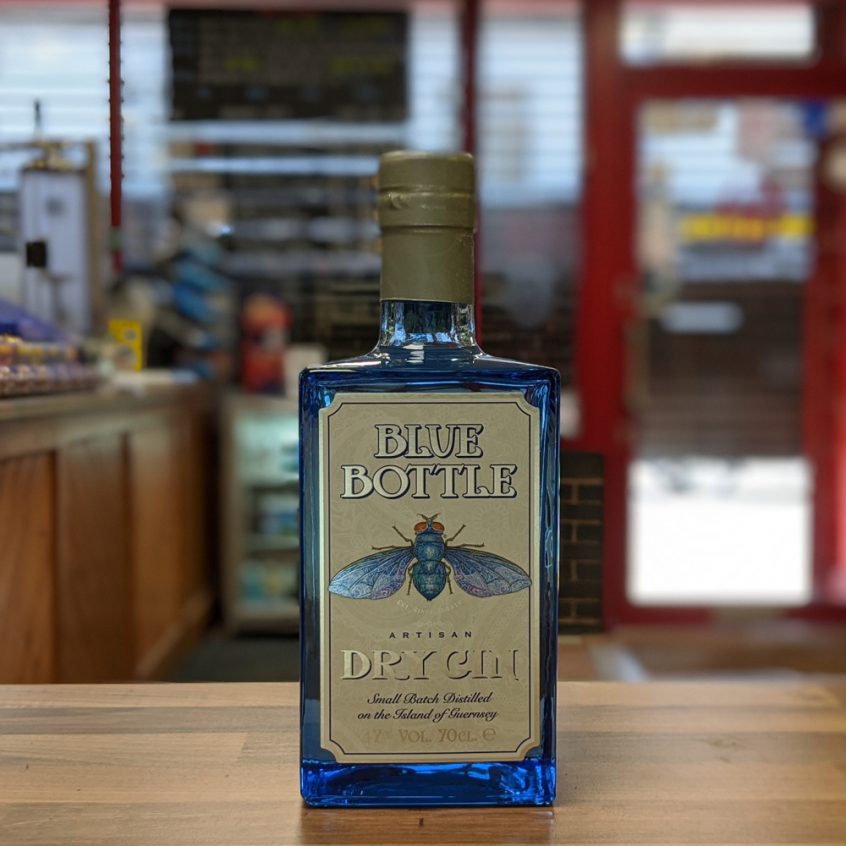 BLUE
BOTTLE
ARTISAN
DRY GIN
Small Batch Distilled
on the Island of Guernsey
47% VOL. 70CL. ℮